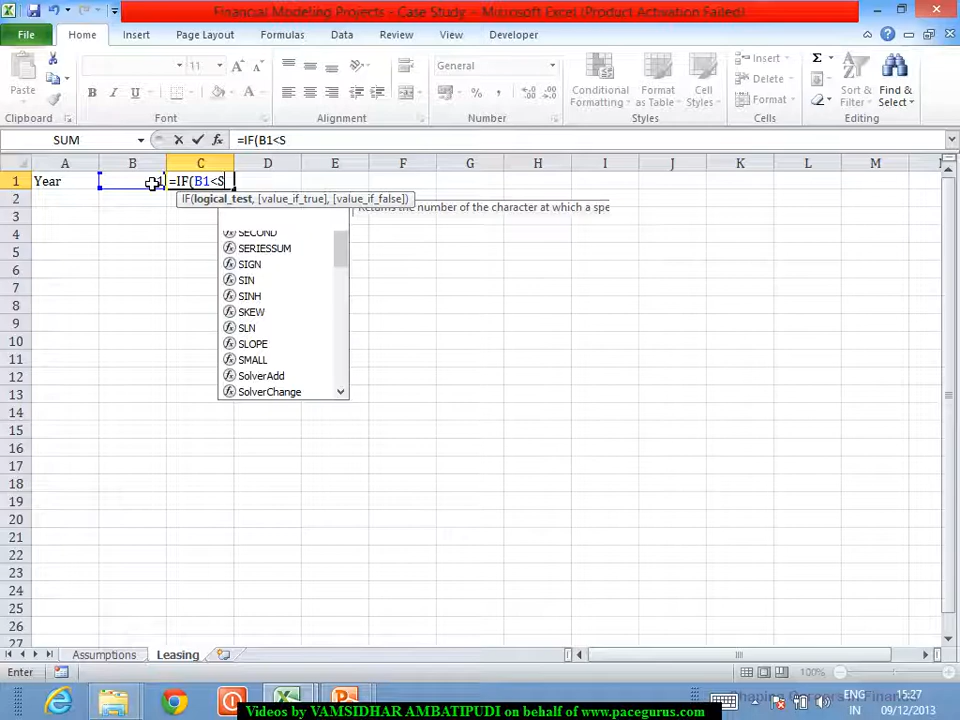 Financial Modeling Projects - Case Study - Microsoft Excel (Product Activation Failed)
File Home Insert Page Layout Formulas Data Review View Developer
Paste 11 A A General Conditional Formatting Format as Table Cell Styles Insert Delete Format Sort & Filter Find & Select
B I U
Clipboard Font Alignment Number Styles Cells Editing
SUM fx =IF(B1<S
A B C D E F G H I J K L M
1 Year 1 =IF(B1<S
2 IF(logical_test, [value_if_true], [value_if_false])
3 Returns the number of the character at which a spe
4 SECOND
5 SERIESSUM
6 SIGN
SIN
7 SINH
8 SKEW
9 SLN
10 SLOPE
11 SMALL
12 SolverAdd
SolverChange
13
14
15
16
17
18
19
20
21
22
23
24
25
26
27
Assumptions Leasing
Enter 100%
ENG 15:27
IN 09/12/2013
Videos by VAMSIDHAR AMBATIPUDI on behalf of www.pacegurus.com